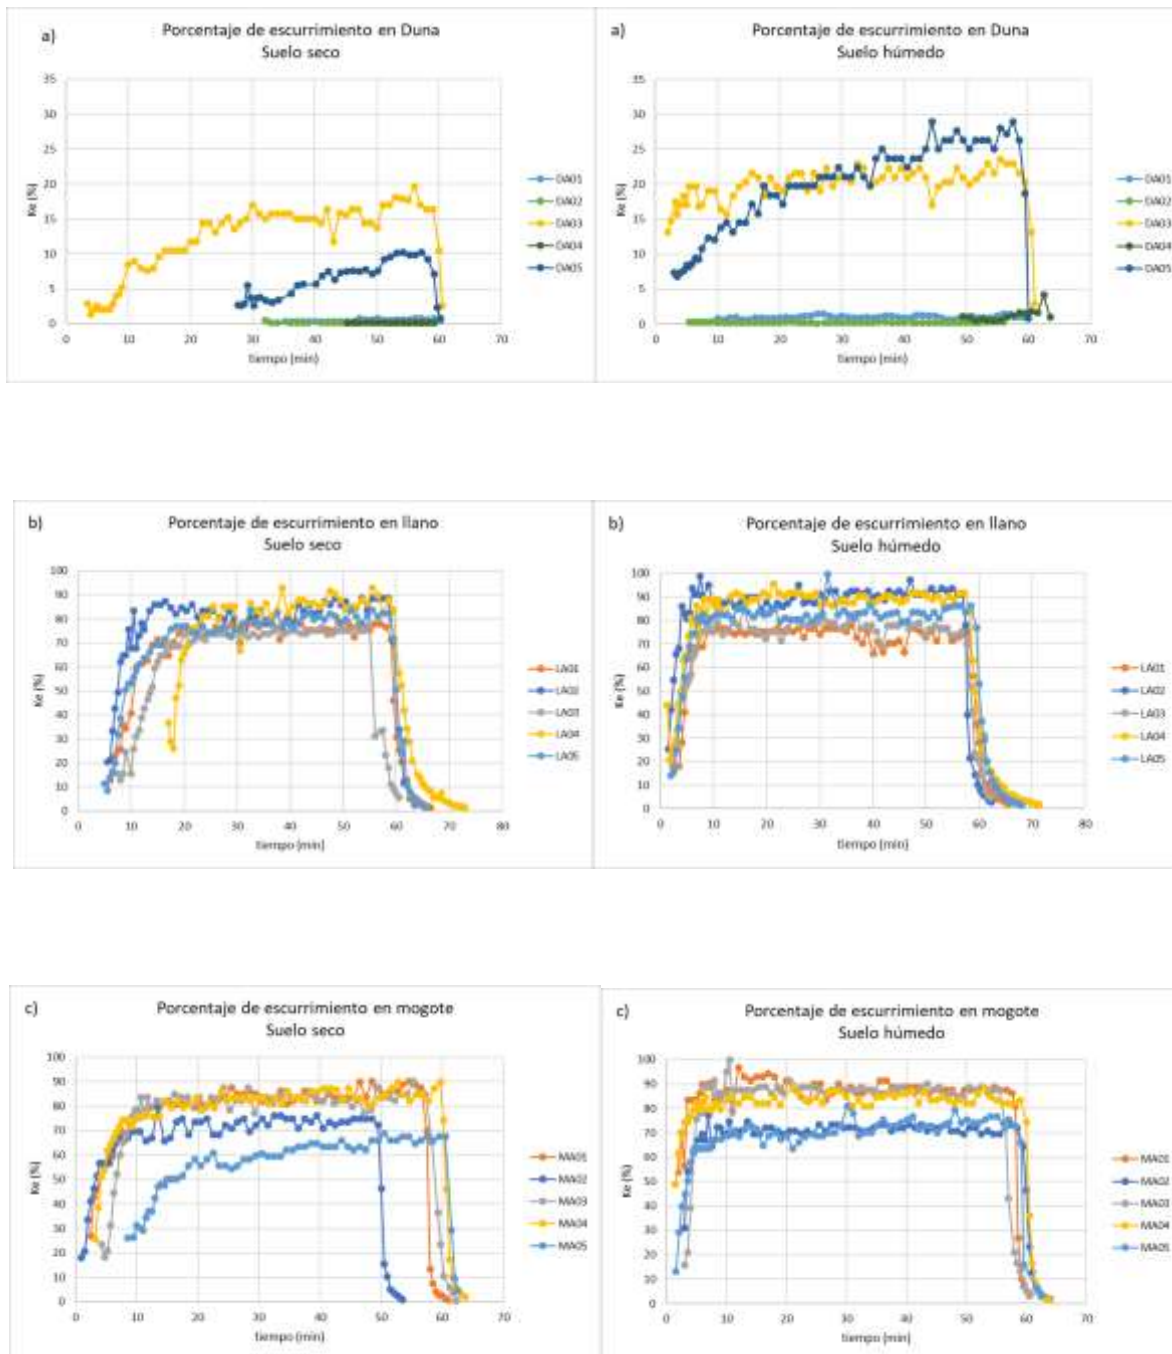 a)
Porcentaje de escurrimiento en Duna
Suelo seco
35
30
25
20
15
10
5
0
Ke (%)
0 10 20 30 40 50 60 70
tiempo (min)
DA01
DA02
DA03
DA04
DA05
a)
Porcentaje de escurrimiento en Duna
Suelo húmedo
35
30
25
20
15
10
5
0
Ke (%)
0 10 20 30 40 50 60 70
tiempo (min)
DA01
DA02
DA03
DA04
DA05
b)
Porcentaje de escurrimiento en llano
Suelo seco
100
90
80
70
60
50
40
30
20
10
0
Ke (%)
0 10 20 30 40 50 60 70 80
tiempo (min)
LA01
LA02
LA03
LA04
LA05
b)
Porcentaje de escurrimiento en llano
Suelo húmedo
100
90
80
70
60
50
40
30
20
10
0
Ke (%)
0 10 20 30 40 50 60 70 80
tiempo (min)
LA01
LA02
LA03
LA04
LA05
c)
Porcentaje de escurrimiento en mogote
Suelo seco
100
90
80
70
60
50
40
30
20
10
0
Ke (%)
0 10 20 30 40 50 60 70
tiempo (min)
MA01
MA02
MA03
MA04
MA05
c)
Porcentaje de escurrimiento en mogote
Suelo húmedo
100
90
80
70
60
50
40
30
20
10
0
Ke (%)
0 10 20 30 40 50 60 70
tiempo (min)
MA01
MA02
MA03
MA04
MA05